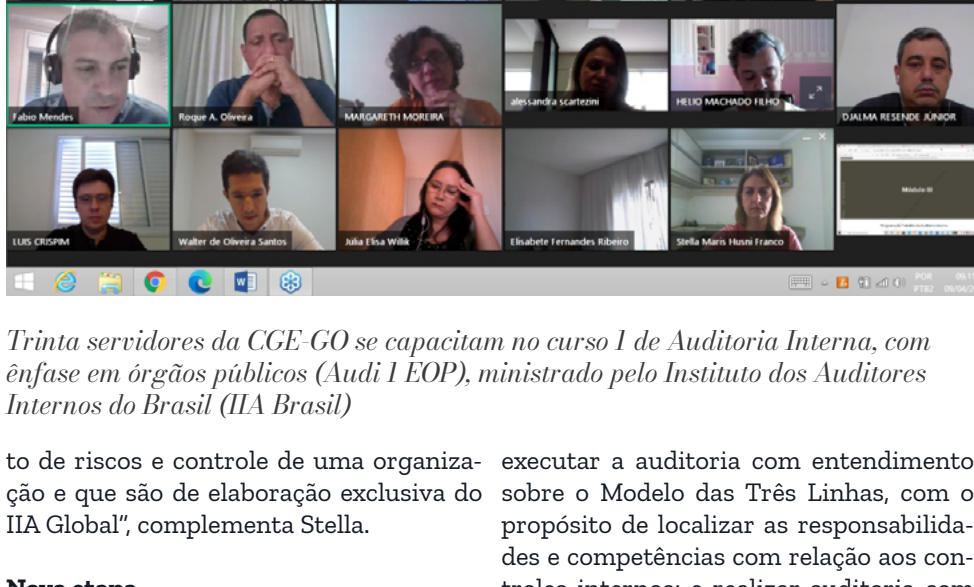 Fabio Mendes
Roque A. Oliveira
MARGARETH MOREIRA
alessandra scartezini
HELIO MACHADO FILHO
DJALMA RESENDE JÚNIOR
LUIS CRISPIM
Walter de Oliveira Santos
Julia Elisa Willik
Elisabete Fernandes Ribeiro
Stella Maris Husni Franco
Módulo III
POR
PTB2
Trinta servidores da CGE-GO se capacitam no curso 1 de Auditoria Interna, com
ênfase em órgãos públicos (Audi 1 EOP), ministrado pelo Instituto dos Auditores
Internos do Brasil (IIA Brasil)
to de riscos e controle de uma organiza-
ção e que são de elaboração exclusiva do
IIA Global”, complementa Stella.
executar a auditoria com entendimento
sobre o Modelo das Três Linhas, com o
propósito de localizar as responsabilida-
des e competências com relação aos con-